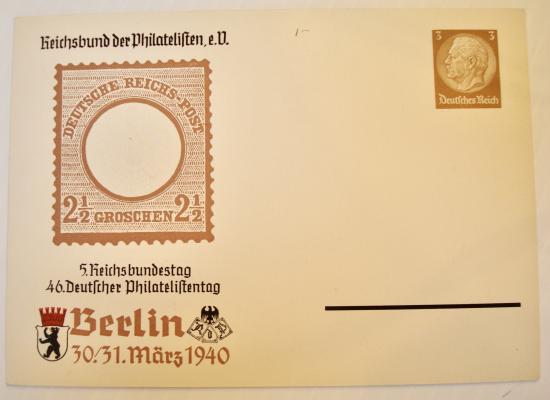 Reichsbund der Philatelisten, e.V.
3 3
Deutsches Reich
DEUTSCHE REICHS-POST
2 1/2 GROSCHEN 2 1/2
5. Reichsbundestag
46. Deutscher Philatelistentag
Berlin
30./31. März 1940